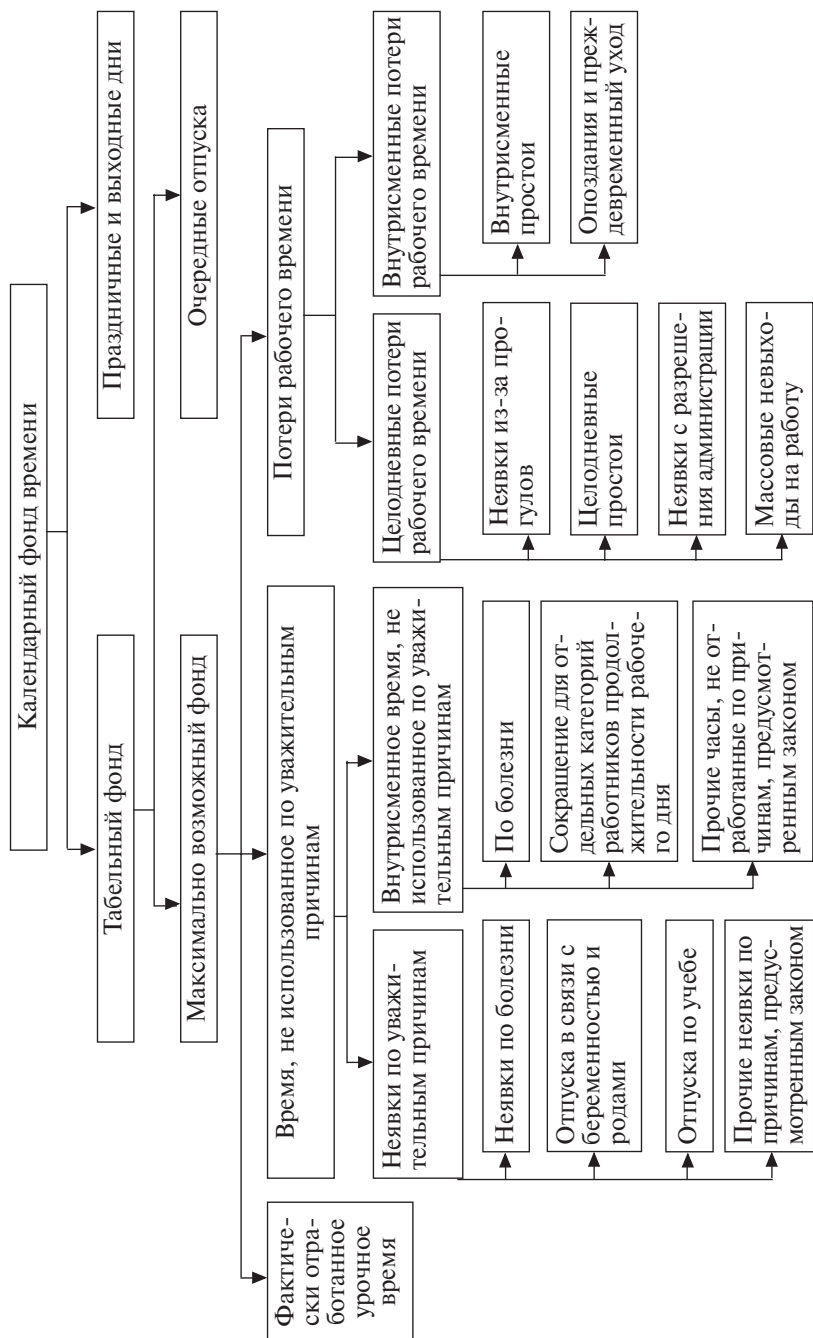 Календарный фонд времени
Табельный фонд
Праздничные и выходные дни
Максимально возможный фонд
Очередные отпуска
Фактиче-
ски отра-
ботанное
урочное
время
Время, не использованное по уважительным
причинам
Потери рабочего времени
Неявки по уважи-
тельным причинам
Внутрисменное время, не
использованное по уважи-
тельным причинам
Целодневные потери
рабочего времени
Внутрисменные потери
рабочего времени
Неявки по болезни
Отпуска в связи с
беременностью и
родами
Отпуска по учебе
Прочие неявки по
причинам, предус-
мотренным законом
По болезни
Сокращение для от-
дельных категорий
работников продол-
жительности рабоче-
го дня
Прочие часы, не от-
работанные по при-
чинам, предусмот-
ренным законом
Неявки из-за про-
гулов
Целодневные
простои
Неявки с разреше-
ния администрации
Массовые невыхо-
ды на работу
Внутрисменные
простои
Опоздания и преж-
девременный уход